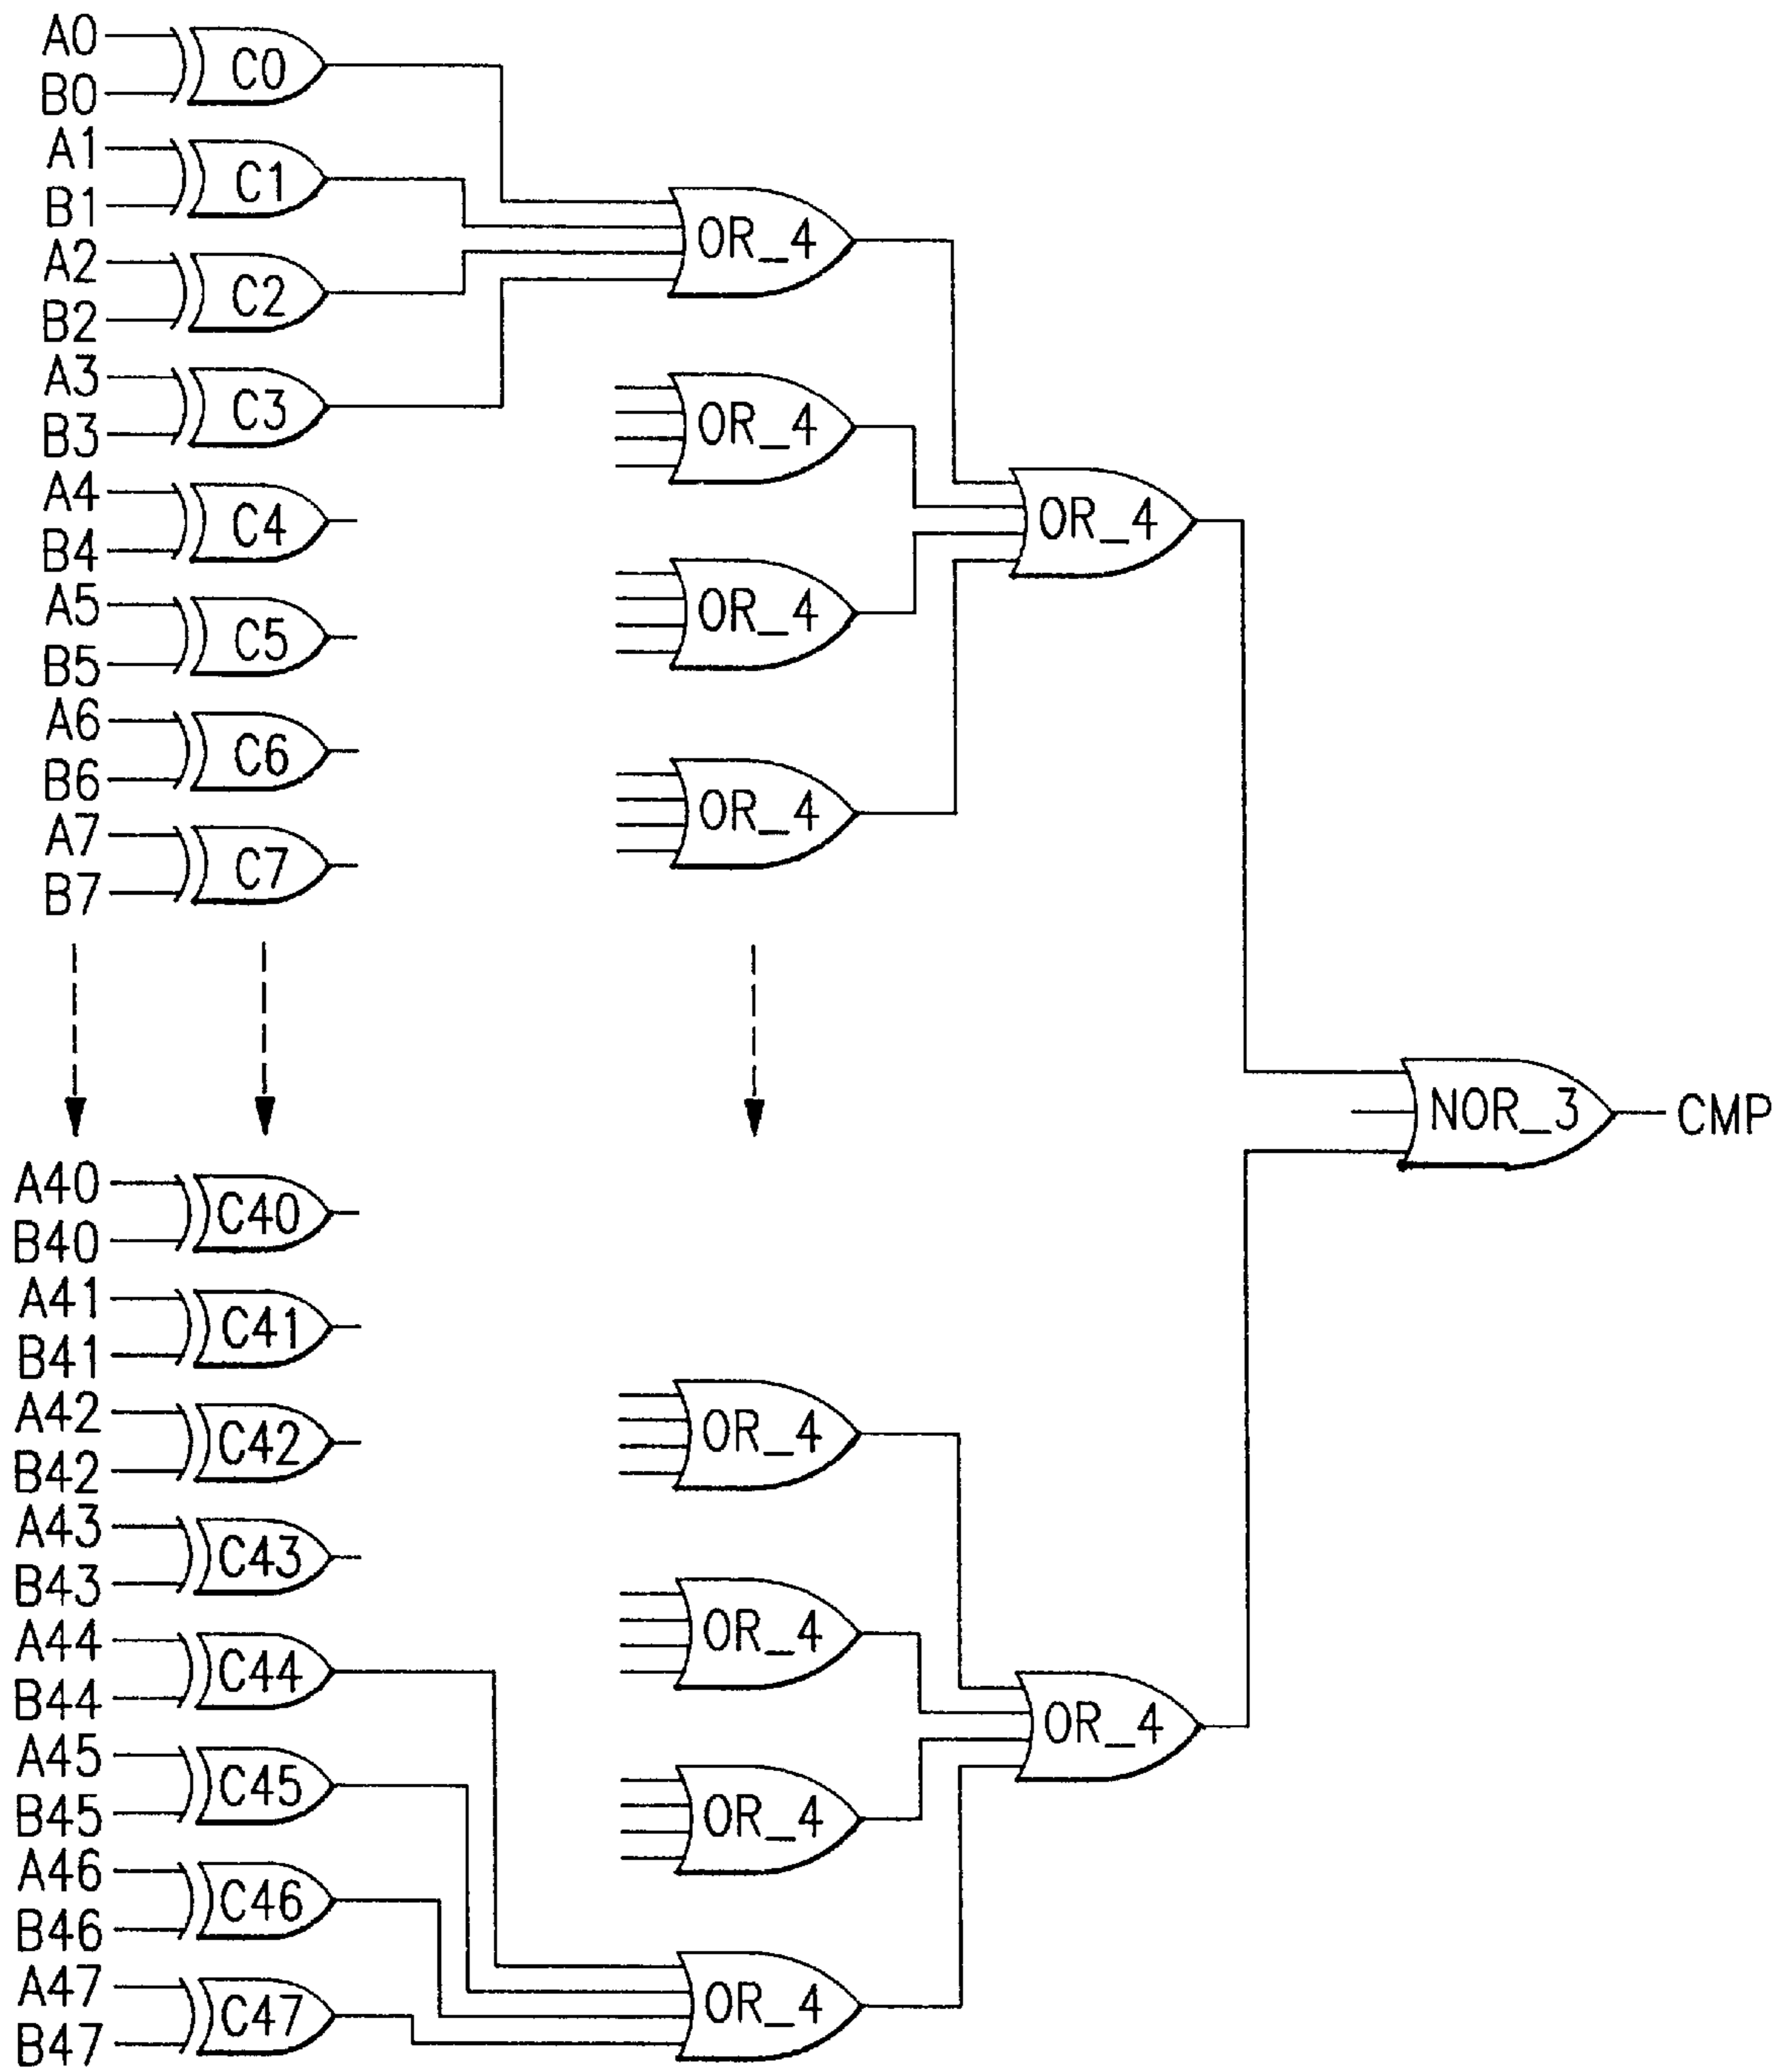 A0
B0
C0
A1
B1
C1
A2
B2
C2
A3
B3
C3
A4
B4
C4
A5
B5
C5
A6
B6
C6
A7
B7
C7
A40
B40
C40
A41
B41
C41
A42
B42
C42
A43
B43
C43
A44
B44
C44
A45
B45
C45
A46
B46
C46
A47
B47
C47
OR_4
OR_4
OR_4
OR_4
OR_4
OR_4
OR_4
OR_4
OR_4
OR_4
NOR_3
CMP